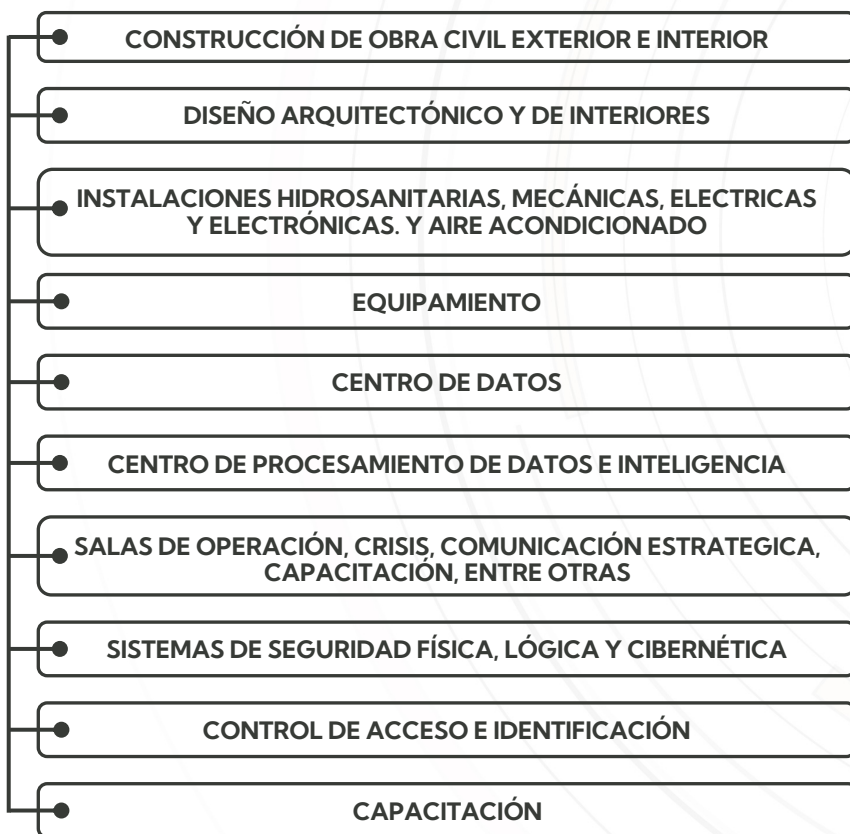 CONSTRUCCIÓN DE OBRA CIVIL EXTERIOR E INTERIOR
DISEÑO ARQUITECTÓNICO Y DE INTERIORES
INSTALACIONES HIDROSANITARIAS, MECÁNICAS, ELECTRICAS
Y ELECTRÓNICAS. Y AIRE ACONDICIONADO
EQUIPAMIENTO
CENTRO DE DATOS
CENTRO DE PROCESAMIENTO DE DATOS E INTELIGENCIA
SALAS DE OPERACIÓN, CRISIS, COMUNICACIÓN ESTRATEGICA,
CAPACITACIÓN, ENTRE OTRAS
SISTEMAS DE SEGURIDAD FÍSICA, LÓGICA Y CIBERNÉTICA
CONTROL DE ACCESO E IDENTIFICACIÓN
CAPACITACIÓN